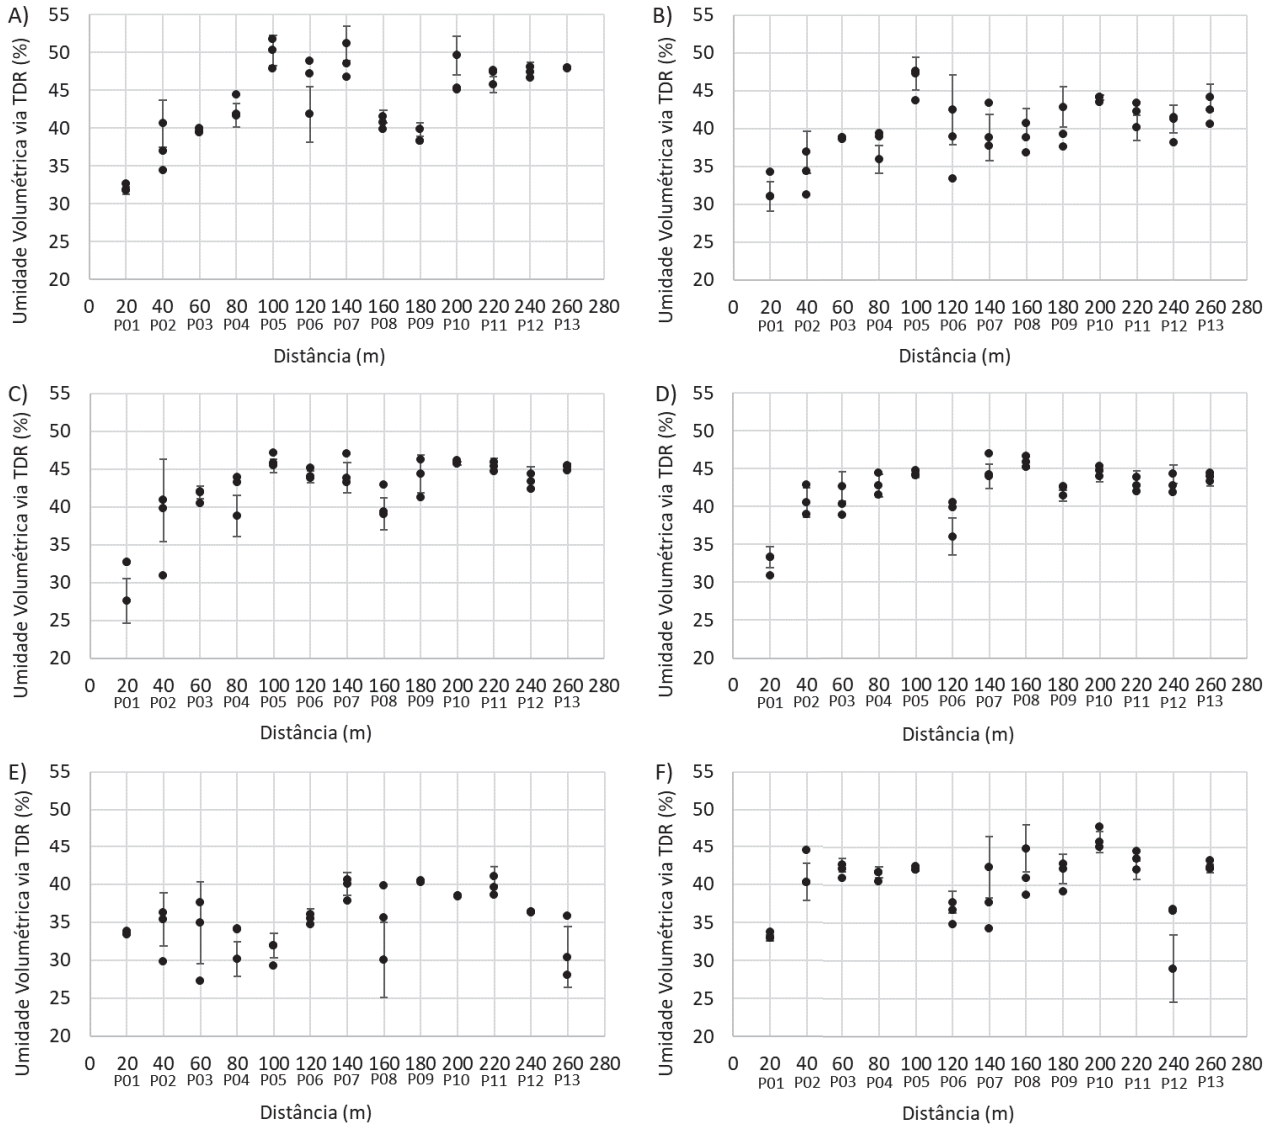 A)
Umidade Volumétrica via TDR (%)
55
50
45
40
35
30
25
20
0 20 40 60 80 100 120 140 160 180 200 220 240 260 280
P01 P02 P03 P04 P05 P06 P07 P08 P09 P10 P11 P12 P13
Distância (m)
B)
Umidade Volumétrica via TDR (%)
55
50
45
40
35
30
25
20
0 20 40 60 80 100 120 140 160 180 200 220 240 260 280
P01 P02 P03 P04 P05 P06 P07 P08 P09 P10 P11 P12 P13
Distância (m)
C)
Umidade Volumétrica via TDR (%)
55
50
45
40
35
30
25
20
0 20 40 60 80 100 120 140 160 180 200 220 240 260 280
P01 P02 P03 P04 P05 P06 P07 P08 P09 P10 P11 P12 P13
Distância (m)
D)
Umidade Volumétrica via TDR (%)
55
50
45
40
35
30
25
20
0 20 40 60 80 100 120 140 160 180 200 220 240 260 280
P01 P02 P03 P04 P05 P06 P07 P08 P09 P10 P11 P12 P13
Distância (m)
E)
Umidade Volumétrica via TDR (%)
55
50
45
40
35
30
25
20
0 20 40 60 80 100 120 140 160 180 200 220 240 260 280
P01 P02 P03 P04 P05 P06 P07 P08 P09 P10 P11 P12 P13
Distância (m)
F)
Umidade Volumétrica via TDR (%)
55
50
45
40
35
30
25
20
0 20 40 60 80 100 120 140 160 180 200 220 240 260 280
P01 P02 P03 P04 P05 P06 P07 P08 P09 P10 P11 P12 P13
Distância (m)